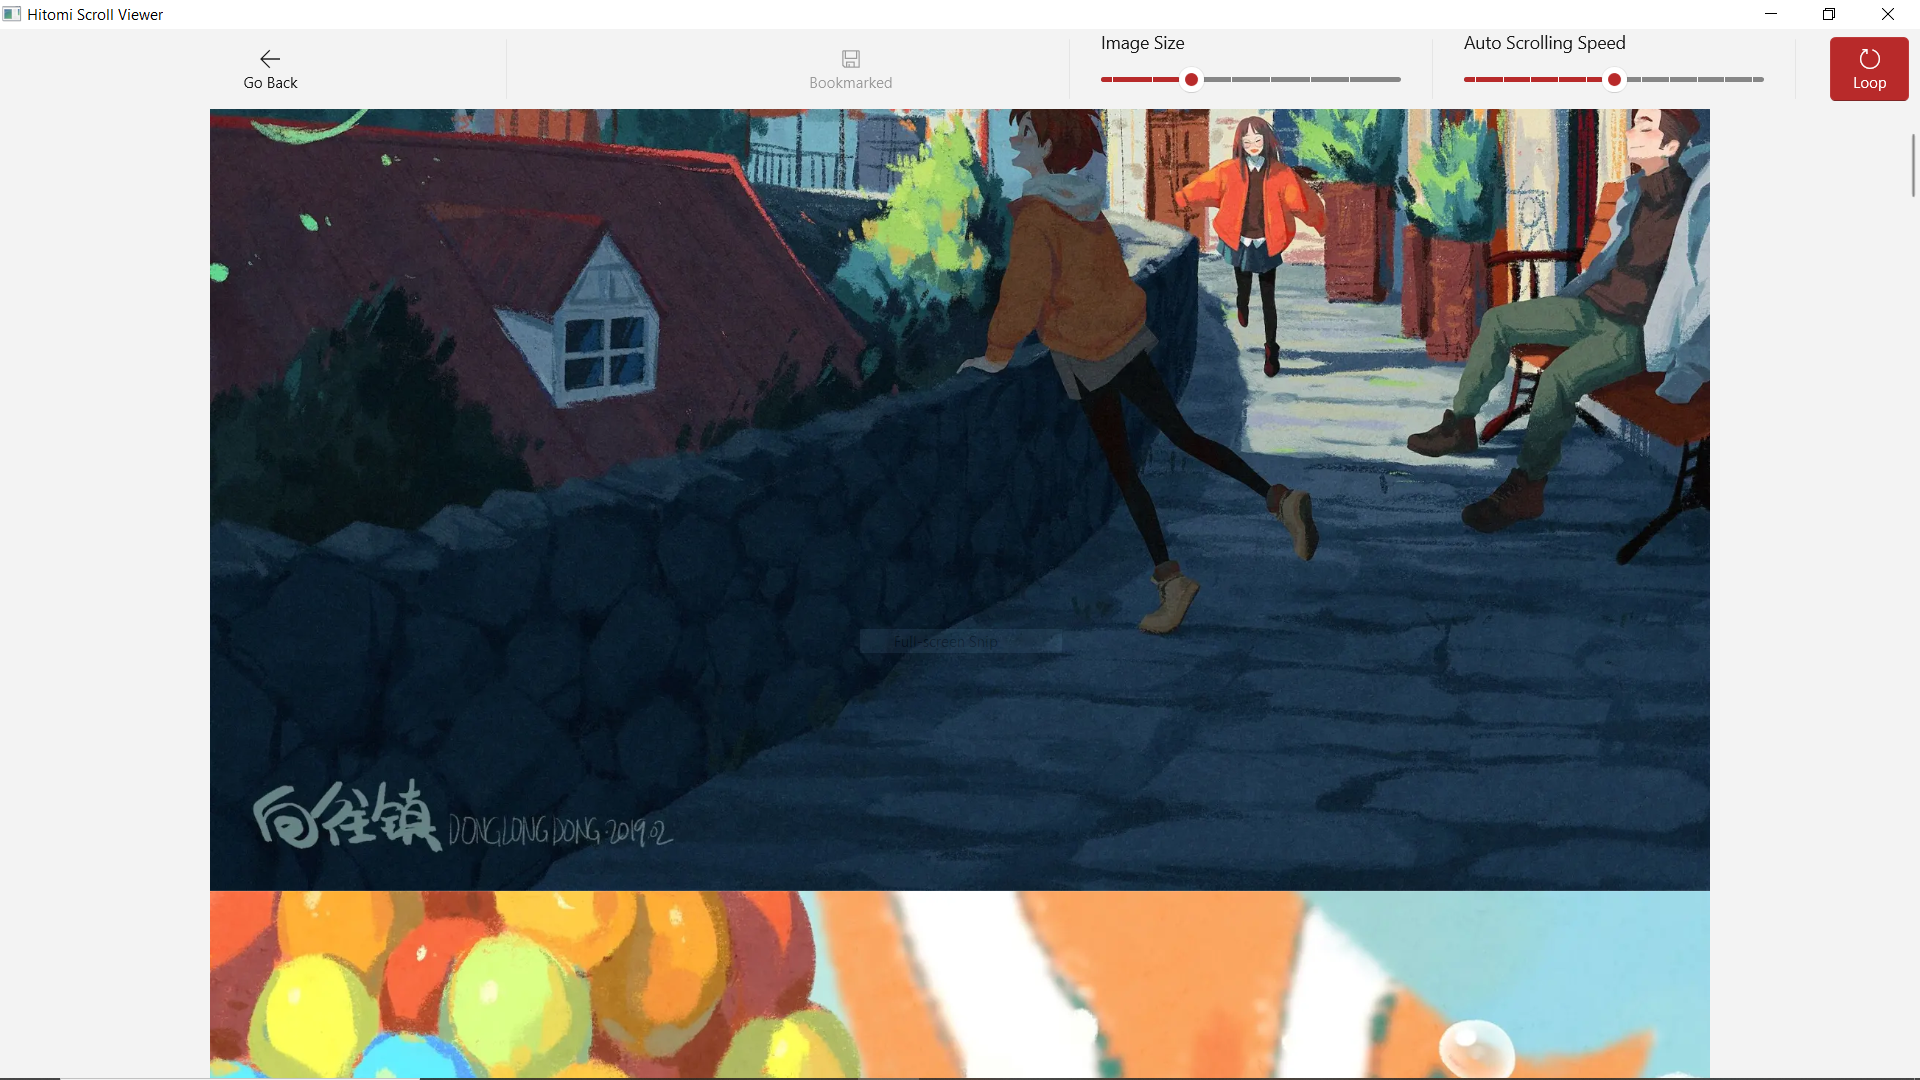 Hitomi Scroll Viewer
Go Back
Bookmarked
Image Size
Auto Scrolling Speed
Loop
Full-screen Snip
向往镇 DONGLONGDONG·2019.02